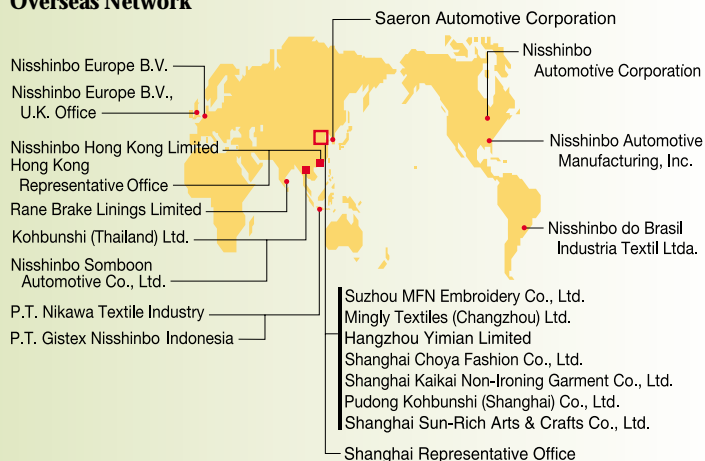 Overseas Network
Saeron Automotive Corporation
Nisshinbo
Automotive Corporation
Nisshinbo Europe B.V.
Nisshinbo Europe B.V.,
U.K. Office
Nisshinbo Hong Kong Limited
Hong Kong
Representative Office
Rane Brake Linings Limited
Kohbunshi (Thailand) Ltd.
Nisshinbo Somboon
Automotive Co., Ltd.
P.T. Nikawa Textile Industry
P.T. Gistex Nisshinbo Indonesia
Nisshinbo Automotive
Manufacturing, Inc.
Nisshinbo do Brasil
Industria Textil Ltda.
Suzhou MFN Embroidery Co., Ltd.
Mingly Textiles (Changzhou) Ltd.
Hangzhou Yimian Limited
Shanghai Choya Fashion Co., Ltd.
Shanghai Kaikai Non-Ironing Garment Co., Ltd.
Pudong Kohbunshi (Shanghai) Co., Ltd.
Shanghai Sun-Rich Arts & Crafts Co., Ltd.
Shanghai Representative Office